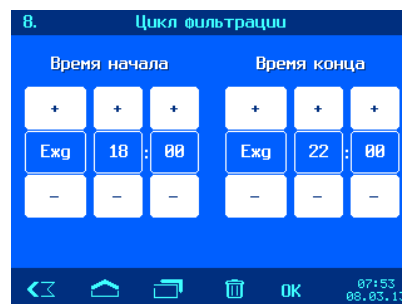 8. Цикл фильтрации
Время начала Время конца
+ + + + + +
Ежд 18 : 00 Ежд 22 : 00
− − − − − −
OK 07:53
08.03.13